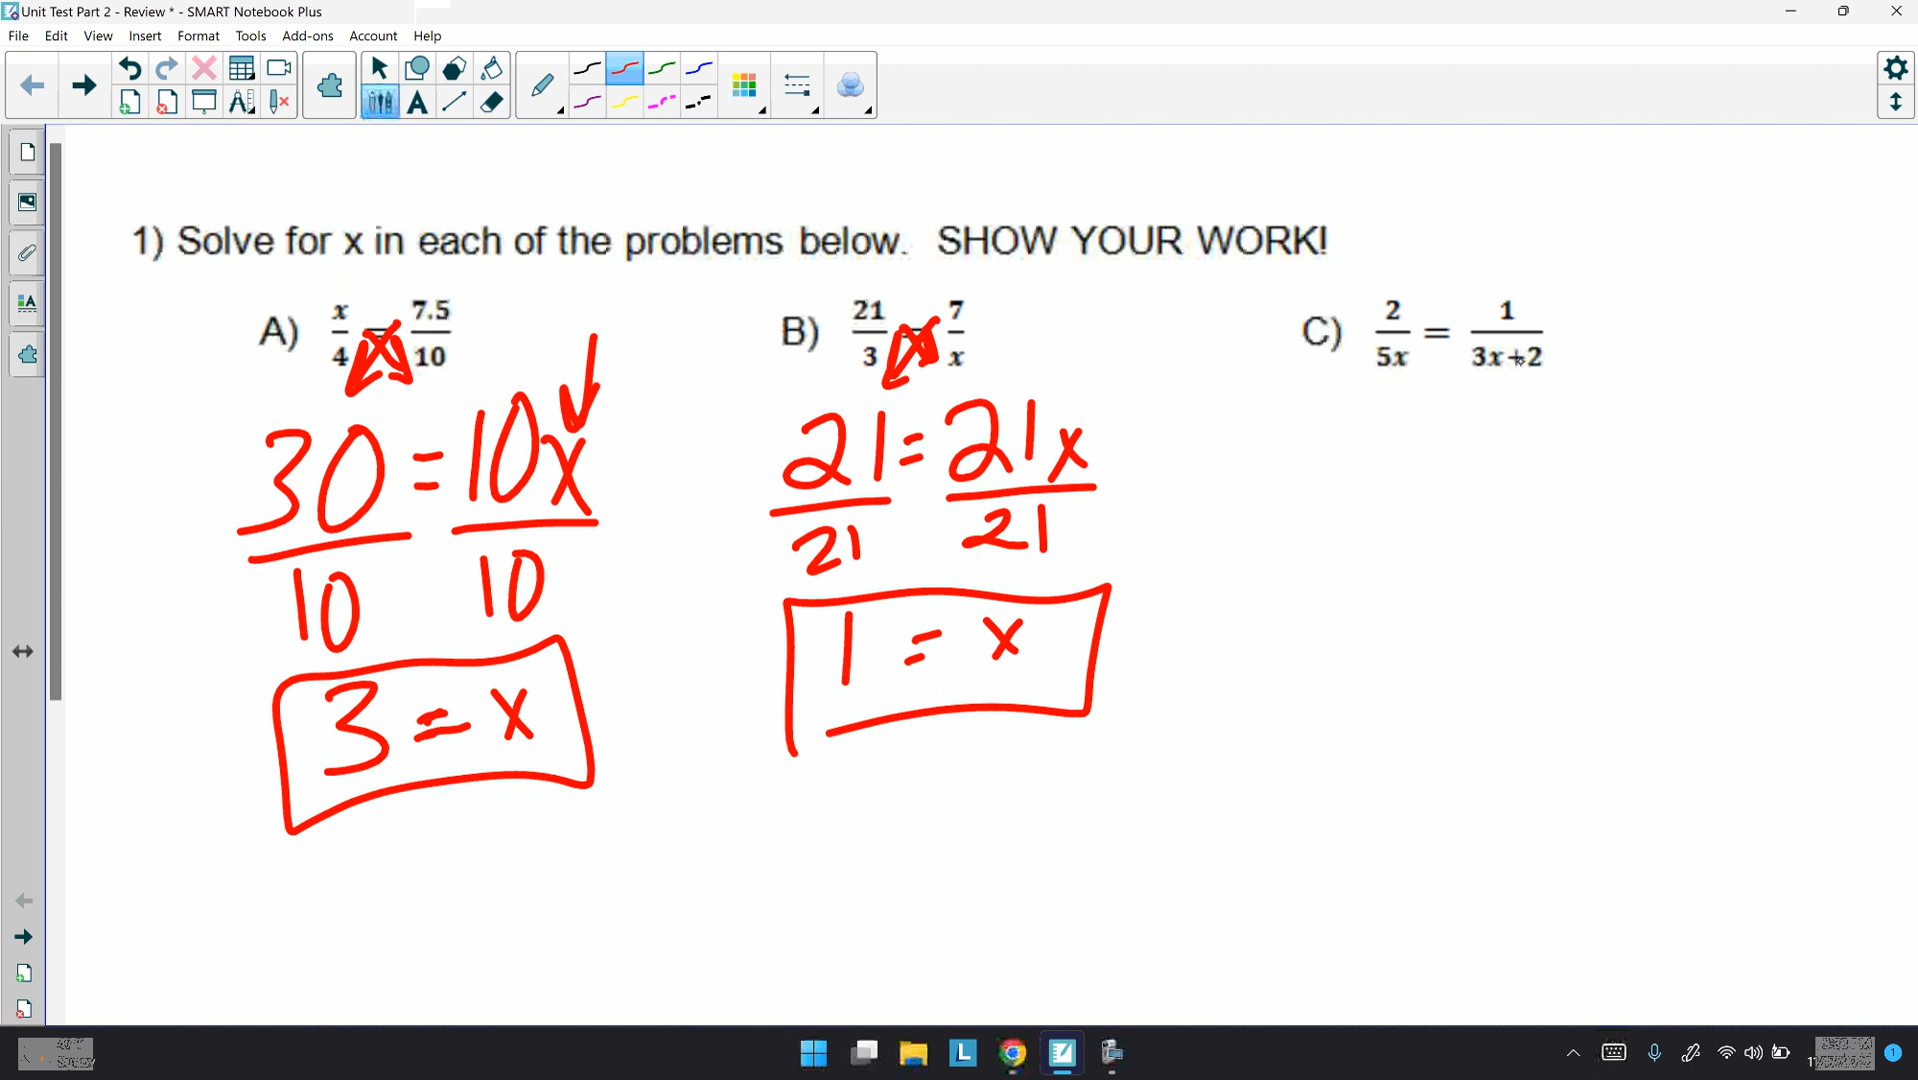 Unit Test Part 2 - Review * - SMART Notebook Plus
File Edit View Insert Format Tools Add-ons Account Help
1) Solve for x in each of the problems below. SHOW YOUR WORK!
A) x/4 = 7.5/10 B) 21/3 = 7/x C) 2/5x = 1/3x+2
30 = 10x
10 10
3 = x
21 = 21x
21 21
1 = x
L
1